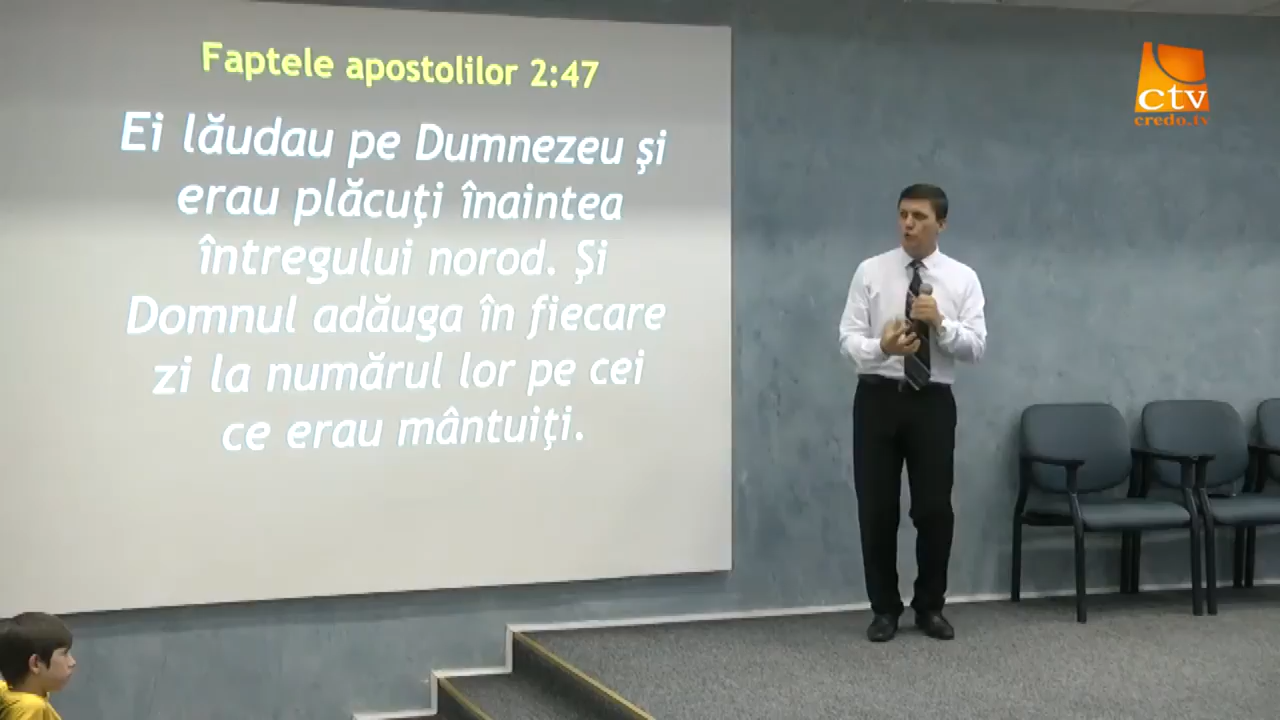 Faptele apostolilor 2:47
Ei lăudau pe Dumnezeu şi
erau plăcuţi înaintea
întregului norod. Şi
Domnul adăuga în fiecare
zi la numărul lor pe cei
ce erau mântuiţi.
ctv
credo.tv